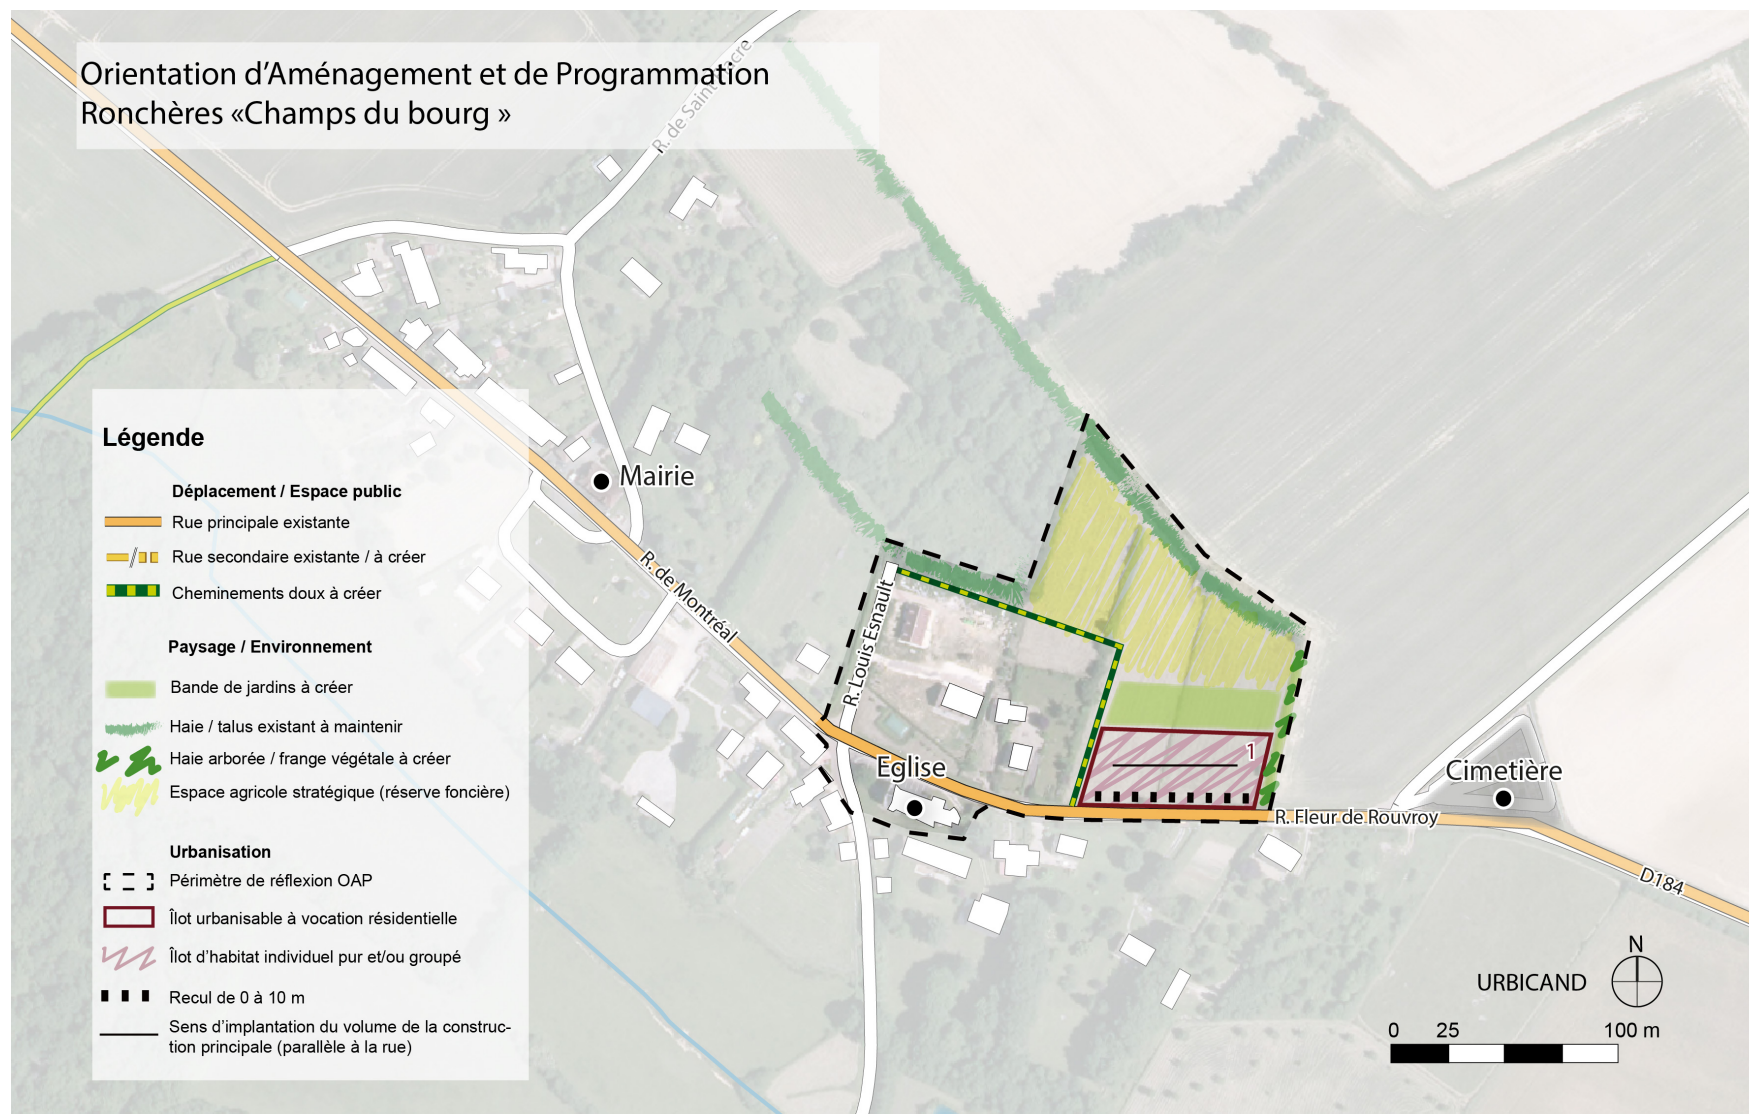 Orientation d’Aménagement et de Programmation
Ronchères «Champs du bourg »
R. de Saint Fiacre
Mairie
R. de Montréal
R. Louis Esnault
Eglise
1
Cimetière
R. Fleur de Rouvroy
D184
Légende
Déplacement / Espace public
Rue principale existante
Rue secondaire existante / à créer
Cheminements doux à créer
Paysage / Environnement
Bande de jardins à créer
Haie / talus existant à maintenir
Haie arborée / frange végétale à créer
Espace agricole stratégique (réserve foncière)
Urbanisation
Périmètre de réflexion OAP
Îlot urbanisable à vocation résidentielle
Îlot d’habitat individuel pur et/ou groupé
Recul de 0 à 10 m
Sens d’implantation du volume de la construc-
tion principale (parallèle à la rue)
N
URBICAND
0 25 100 m